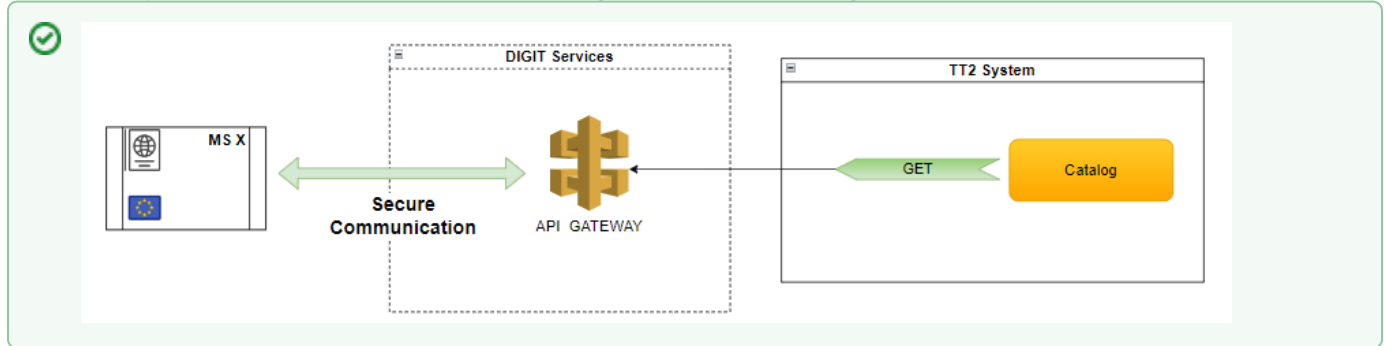 DIGIT Services
TT2 System
MS X
GET
Catalog
Secure
Communication
API GATEWAY